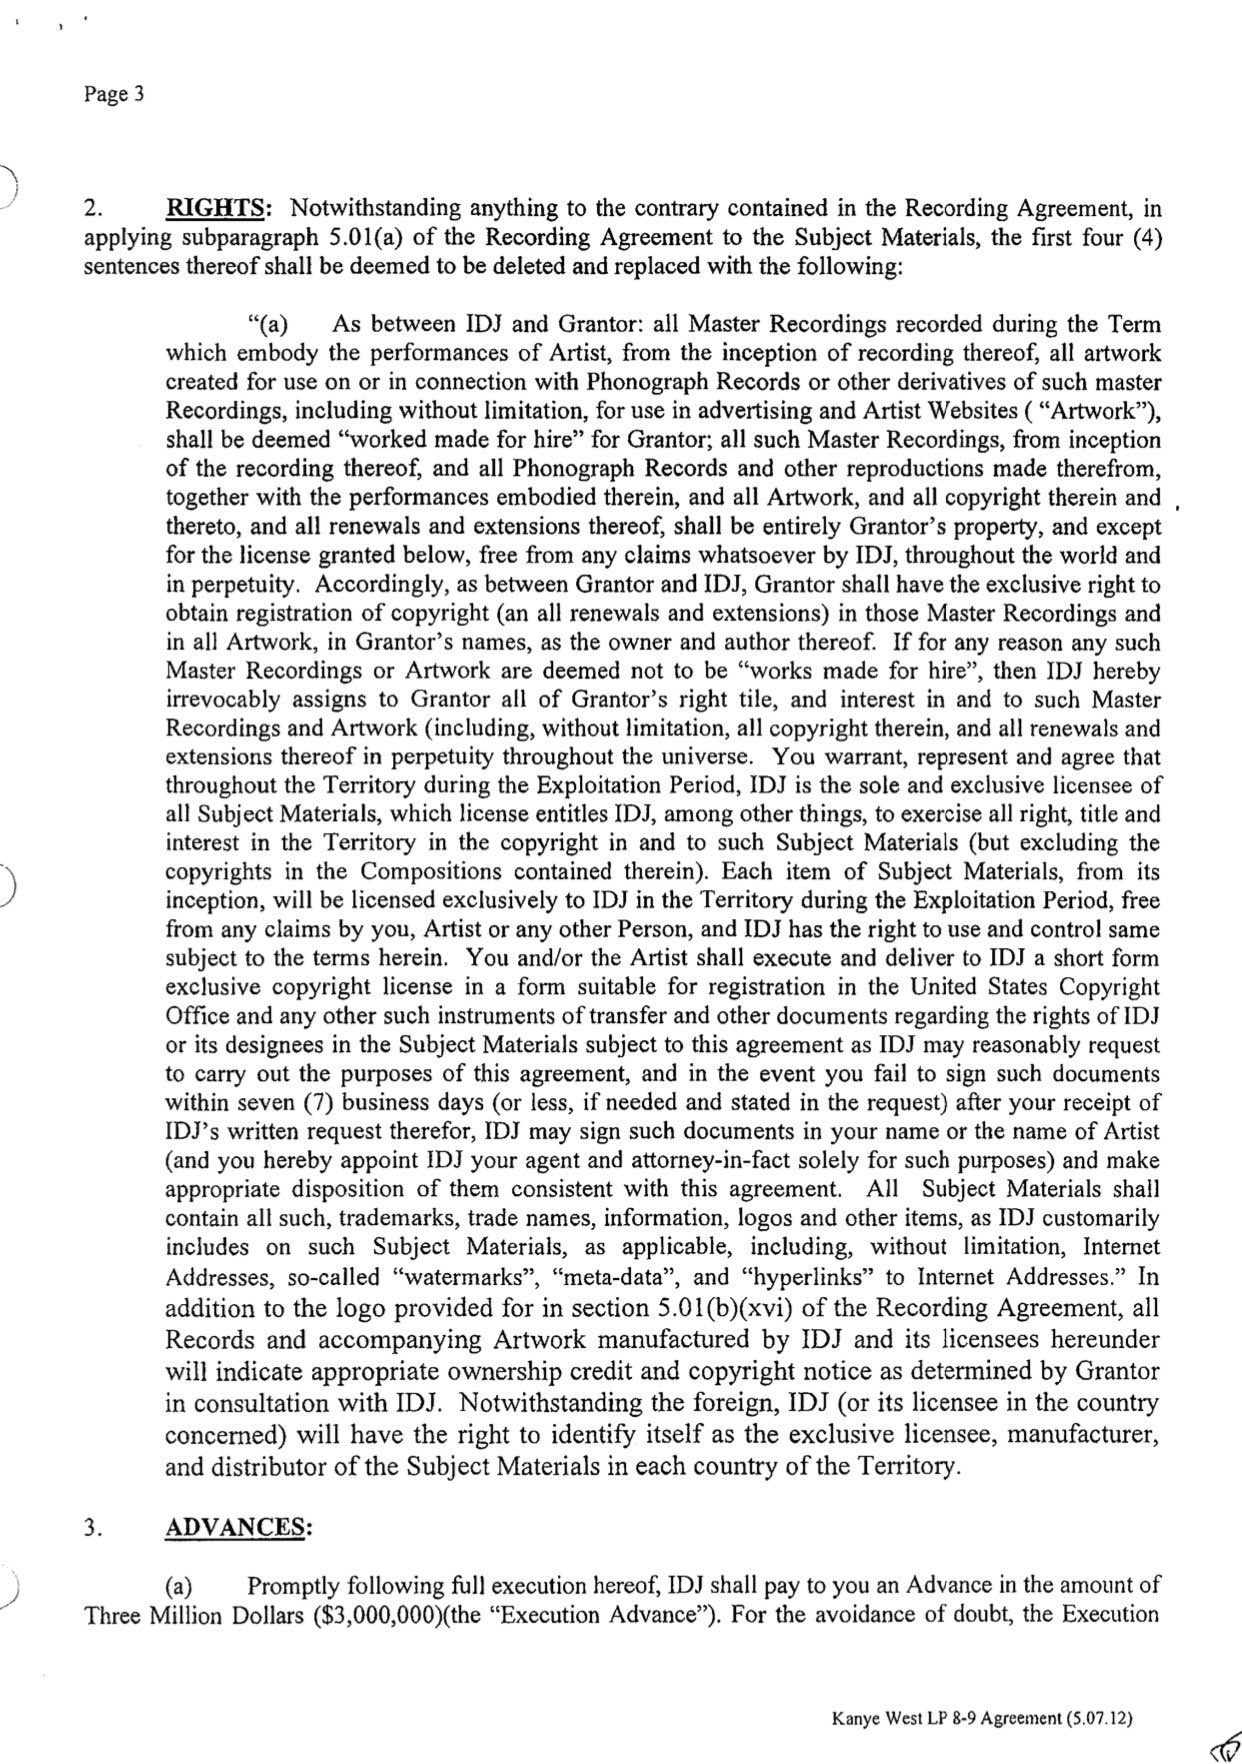 Page 3
2. RIGHTS: Notwithstanding anything to the contrary contained in the Recording Agreement, in
applying subparagraph 5.01(a) of the Recording Agreement to the Subject Materials, the first four (4)
sentences thereof shall be deemed to be deleted and replaced with the following:
“(a) As between IDJ and Grantor: all Master Recordings recorded during the Term
which embody the performances of Artist, from the inception of recording thereof, all artwork
created for use on or in connection with Phonograph Records or other derivatives of such master
Recordings, including without limitation, for use in advertising and Artist Websites ( “Artwork”),
shall be deemed “worked made for hire” for Grantor; all such Master Recordings, from inception
of the recording thereof, and all Phonograph Records and other reproductions made therefrom,
together with the performances embodied therein, and all Artwork, and all copyright therein and
thereto, and all renewals and extensions thereof, shall be entirely Grantor’s property, and except
for the license granted below, free from any claims whatsoever by IDJ, throughout the world and
in perpetuity. Accordingly, as between Grantor and IDJ, Grantor shall have the exclusive right to
obtain registration of copyright (an all renewals and extensions) in those Master Recordings and
in all Artwork, in Grantor’s names, as the owner and author thereof. If for any reason any such
Master Recordings or Artwork are deemed not to be “works made for hire”, then IDJ hereby
irrevocably assigns to Grantor all of Grantor’s right tile, and interest in and to such Master
Recordings and Artwork (including, without limitation, all copyright therein, and all renewals and
extensions thereof in perpetuity throughout the universe. You warrant, represent and agree that
throughout the Territory during the Exploitation Period, IDJ is the sole and exclusive licensee of
all Subject Materials, which license entitles IDJ, among other things, to exercise all right, title and
interest in the Territory in the copyright in and to such Subject Materials (but excluding the
copyrights in the Compositions contained therein). Each item of Subject Materials, from its
inception, will be licensed exclusively to IDJ in the Territory during the Exploitation Period, free
from any claims by you, Artist or any other Person, and IDJ has the right to use and control same
subject to the terms herein. You and/or the Artist shall execute and deliver to IDJ a short form
exclusive copyright license in a form suitable for registration in the United States Copyright
Office and any other such instruments of transfer and other documents regarding the rights of IDJ
or its designees in the Subject Materials subject to this agreement as IDJ may reasonably request
to carry out the purposes of this agreement, and in the event you fail to sign such documents
within seven (7) business days (or less, if needed and stated in the request) after your receipt of
IDJ’s written request therefor, IDJ may sign such documents in your name or the name of Artist
(and you hereby appoint IDJ your agent and attorney-in-fact solely for such purposes) and make
appropriate disposition of them consistent with this agreement. All Subject Materials shall
contain all such, trademarks, trade names, information, logos and other items, as IDJ customarily
includes on such Subject Materials, as applicable, including, without limitation, Internet
Addresses, so-called “watermarks”, “meta-data”, and “hyperlinks” to Internet Addresses.” In
addition to the logo provided for in section 5.01(b)(xvi) of the Recording Agreement, all
Records and accompanying Artwork manufactured by IDJ and its licensees hereunder
will indicate appropriate ownership credit and copyright notice as determined by Grantor
in consultation with IDJ. Notwithstanding the foreign, IDJ (or its licensee in the country
concerned) will have the right to identify itself as the exclusive licensee, manufacturer,
and distributor of the Subject Materials in each country of the Territory.
3. ADVANCES:
(a) Promptly following full execution hereof, IDJ shall pay to you an Advance in the amount of
Three Million Dollars ($3,000,000)(the “Execution Advance”). For the avoidance of doubt, the Execution
Kanye West LP 8-9 Agreement (5.07.12)